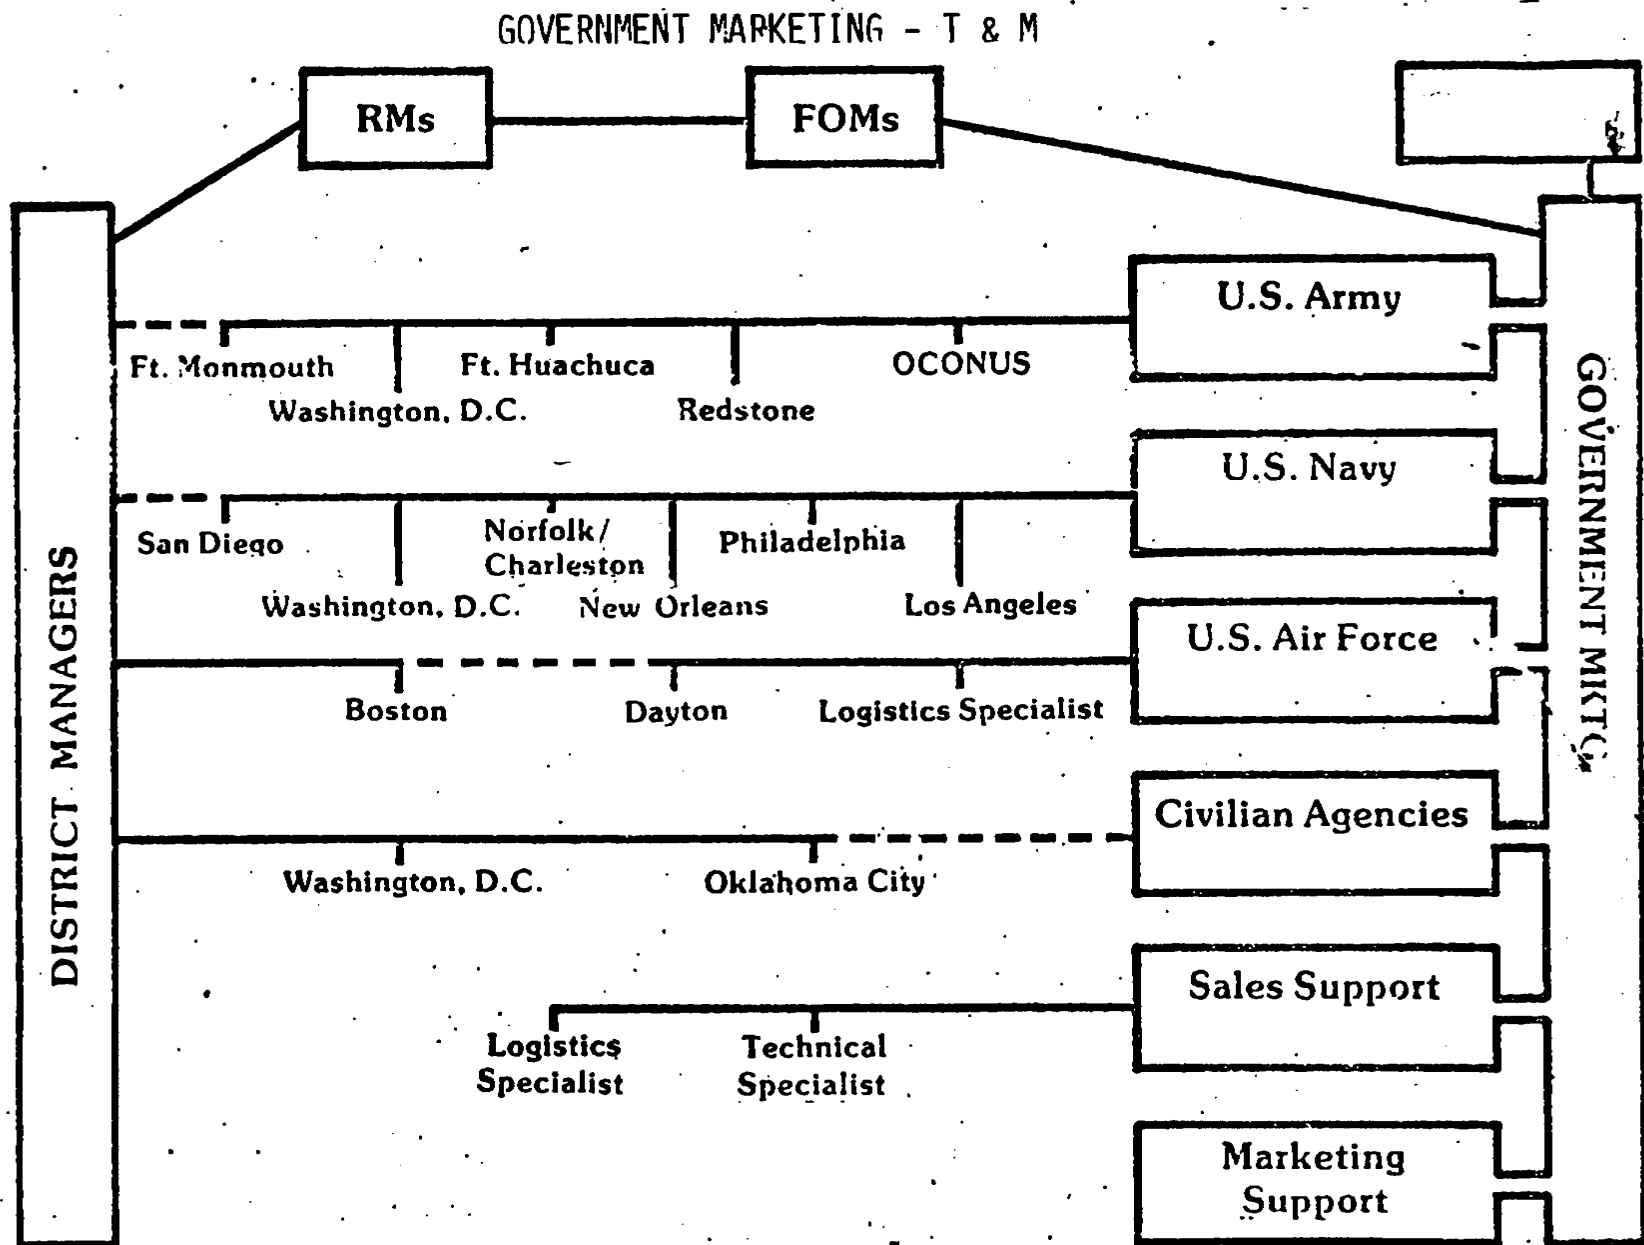 GOVERNMENT MARKETING - T & M
RMs
FOMs
DISTRICT MANAGERS
GOVERNMENT MKTG
U.S. Army
Ft. Monmouth
Washington, D.C.
Ft. Huachuca
Redstone
OCONUS
U.S. Navy
San Diego
Washington, D.C.
Norfolk/
Charleston
New Orleans
Philadelphia
Los Angeles
U.S. Air Force
Boston
Dayton
Logistics Specialist
Civilian Agencies
Washington, D.C.
Oklahoma City
Sales Support
Logistics
Specialist
Technical
Specialist
Marketing
Support